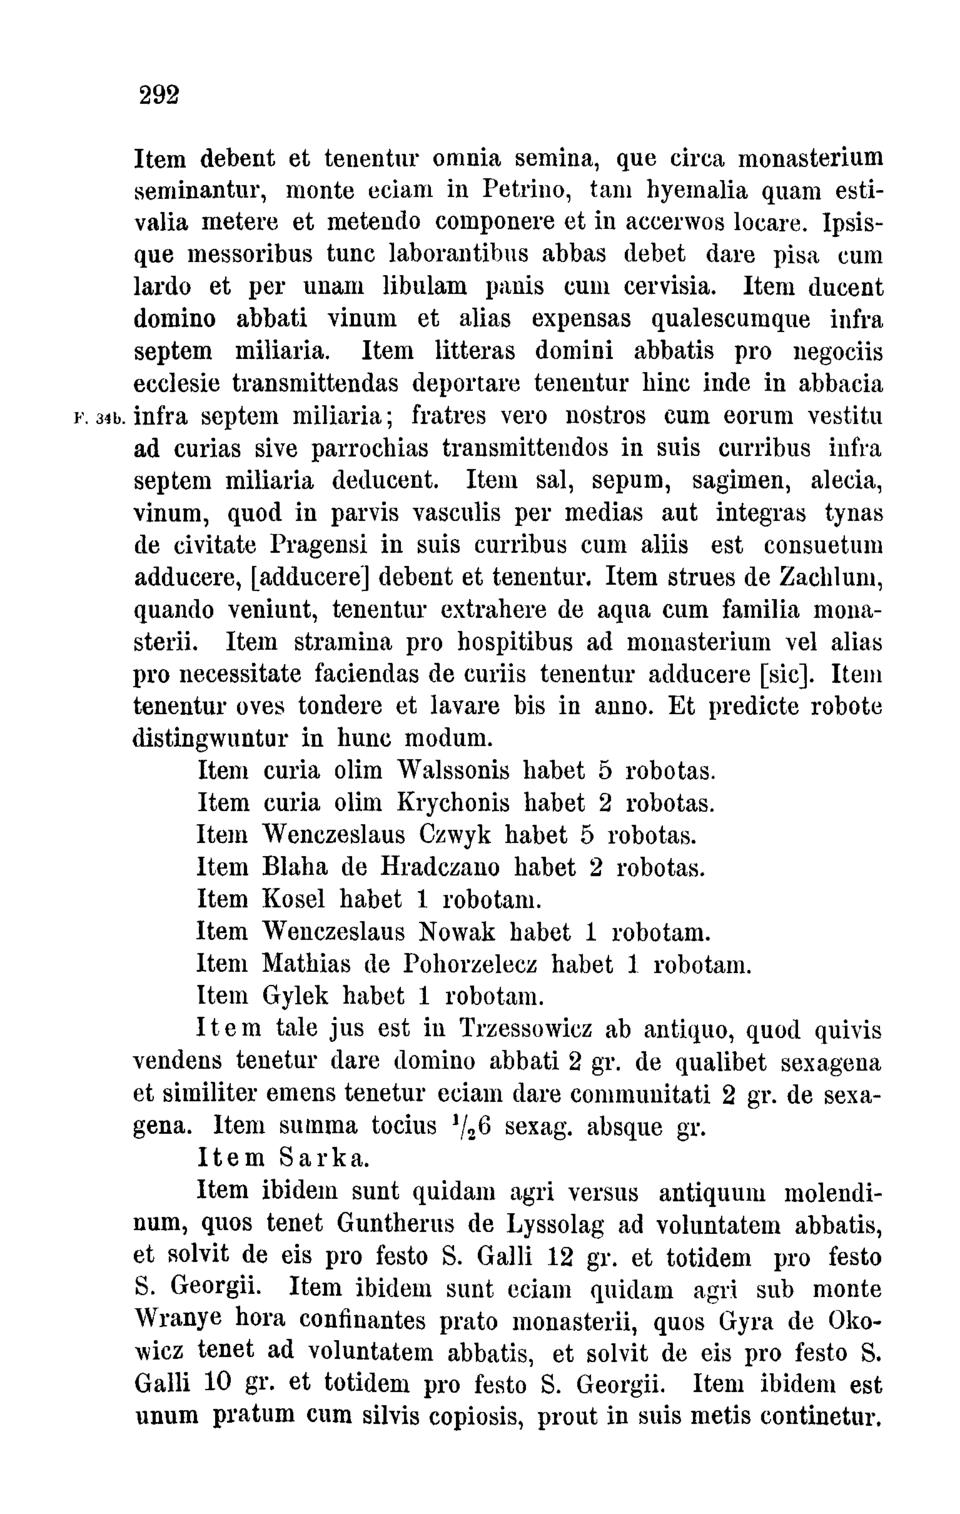 292
Item debent et tenentur omnia semina, que circa monasterium
seminantur, monte eciam in Petrino, tam hyemalia quam esti-
valia metere et metendo componere et in accerwos locare. Ipsis-
que messoribus tunc laborantibus abbas debet dare pisa cum
lardo et per unam libulam panis cum cervisia. Item ducent
domino abbati vinum et alias expensas qualescumque infra
septem miliaria. Item litteras domini abbatis pro negociis
ecclesie transmittendas deportare tenentur hinc inde in abbacia
F. 34b. infra septem miliaria; fratres vero nostros cum eorum vestitu
ad curias sive parrochias transmittendos in suis curribus infra
septem miliaria deducent. Item sal, sepum, sagimen, alecia,
vinum, quod in parvis vasculis per medias aut integras tynas
de civitate Pragensi in suis curribus cum aliis est consuetum
adducere, [adducere] debent et tenentur. Item strues de Zachlum,
quando veniunt, tenentur extrahere de aqua cum familia mona-
sterii. Item stramina pro hospitibus ad monasterium vel alias
pro necessitate faciendas de curiis tenentur adducere [sic]. Item
tenentur oves tondere et lavare bis in anno. Et predicte robote
distingwuntur in hunc modum.
Item curia olim Walssonis habet 5 robotas.
Item curia olim Krychonis habet 2 robotas.
Item Wenczeslaus Czwyk habet 5 robotas.
Item Blaha de Hradczano habet 2 robotas.
Item Kosel habet 1 robotam.
Item Wenczeslaus Nowak habet 1 robotam.
Item Mathias de Pohorzelecz habet 1 robotam.
Item Gylek habet 1 robotam.
Item tale jus est in Trzessowicz ab antiquo, quod quivis
vendens tenetur dare domino abbati 2 gr. de qualibet sexagena
et similiter emens tenetur eciam dare communitati 2 gr. de sexa-
gena. Item summa tocius ¹/₂6 sexag. absque gr.
Item Sarka.
Item ibidem sunt quidam agri versus antiquum molendi-
num, quos tenet Guntherus de Lyssolag ad voluntatem abbatis,
et solvit de eis pro festo S. Galli 12 gr. et totidem pro festo
S. Georgii. Item ibidem sunt eciam quidam agri sub monte
Wranye hora confinantes prato monasterii, quos Gyra de Oko-
wicz tenet ad voluntatem abbatis, et solvit de eis pro festo S.
Galli 10 gr. et totidem pro festo S. Georgii. Item ibidem est
unum pratum cum silvis copiosis, prout in suis metis continetur.